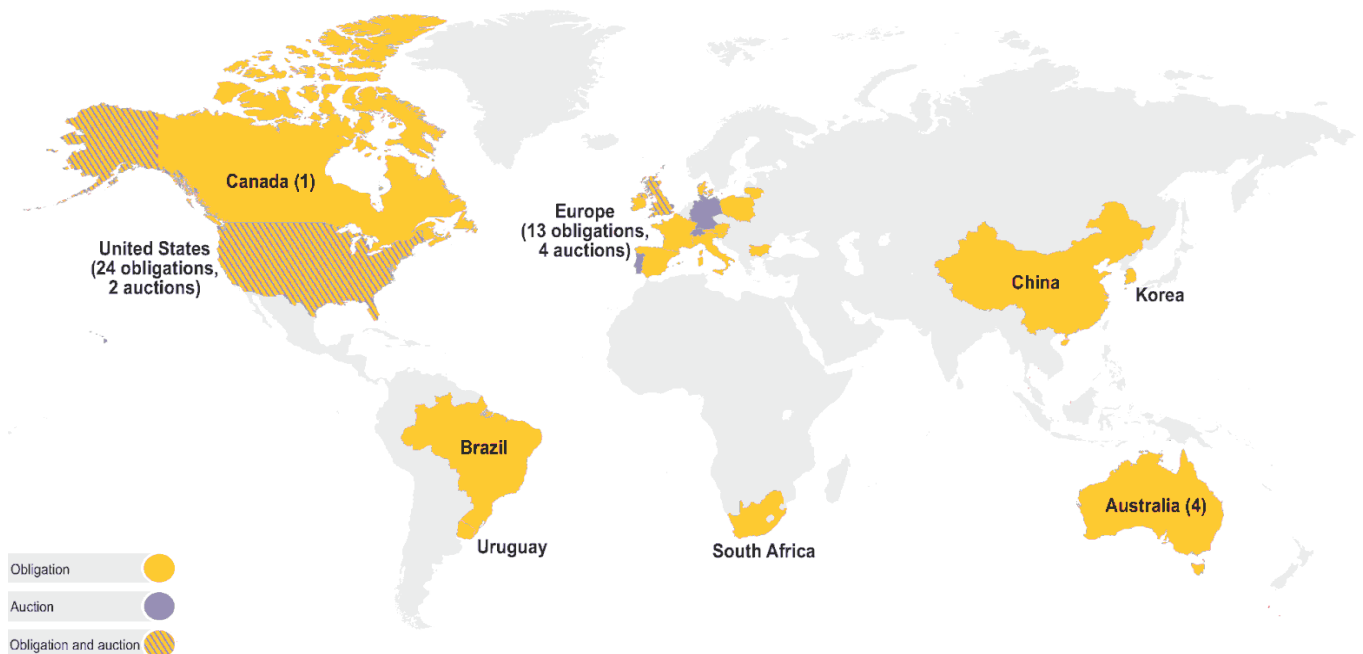 Canada (1)
United States
(24 obligations,
2 auctions)
Europe
(13 obligations,
4 auctions)
China
Korea
Brazil
Uruguay
South Africa
Australia (4)
Obligation
Auction
Obligation and auction